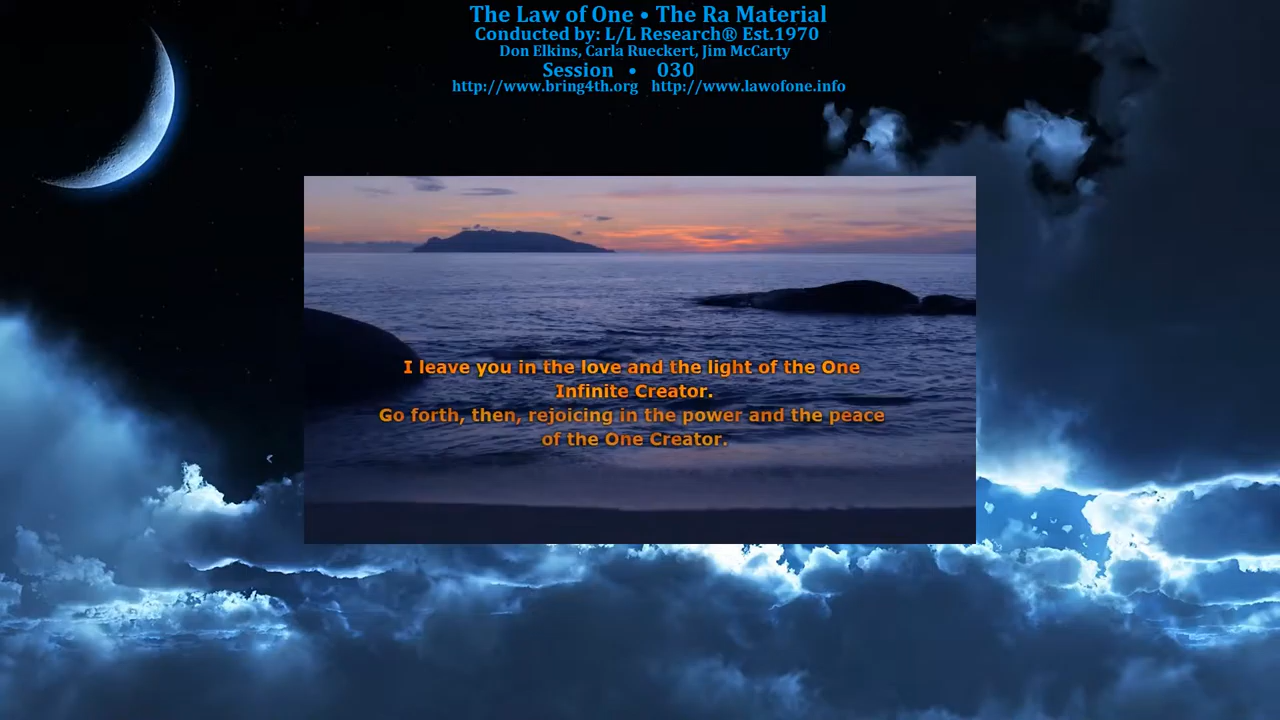 The Law of One • The Ra Material
Conducted by: L/L Research® Est.1970
Don Elkins, Carla Rueckert, Jim McCarty
Session • 030
http://www.bring4th.org http://www.lawofone.info
I leave you in the love and the light of the One
Infinite Creator.
Go forth, then, rejoicing in the power and the peace
of the One Creator.